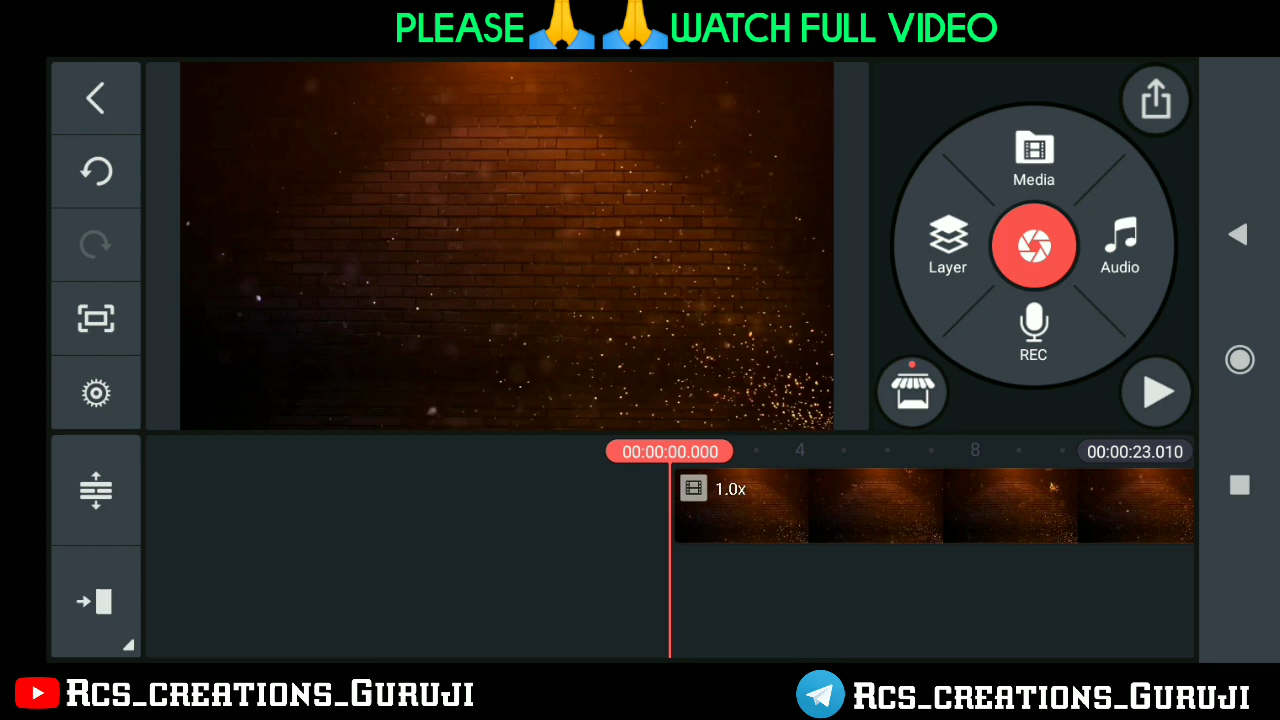 PLEASE🙏 🙏WATCH FULL VIDEO
Media
Layer
Audio
REC
00:00:00.000
4
8
00:00:23.010
1.0x
Rcs_creations_Guruji
Rcs_creations_Guruji